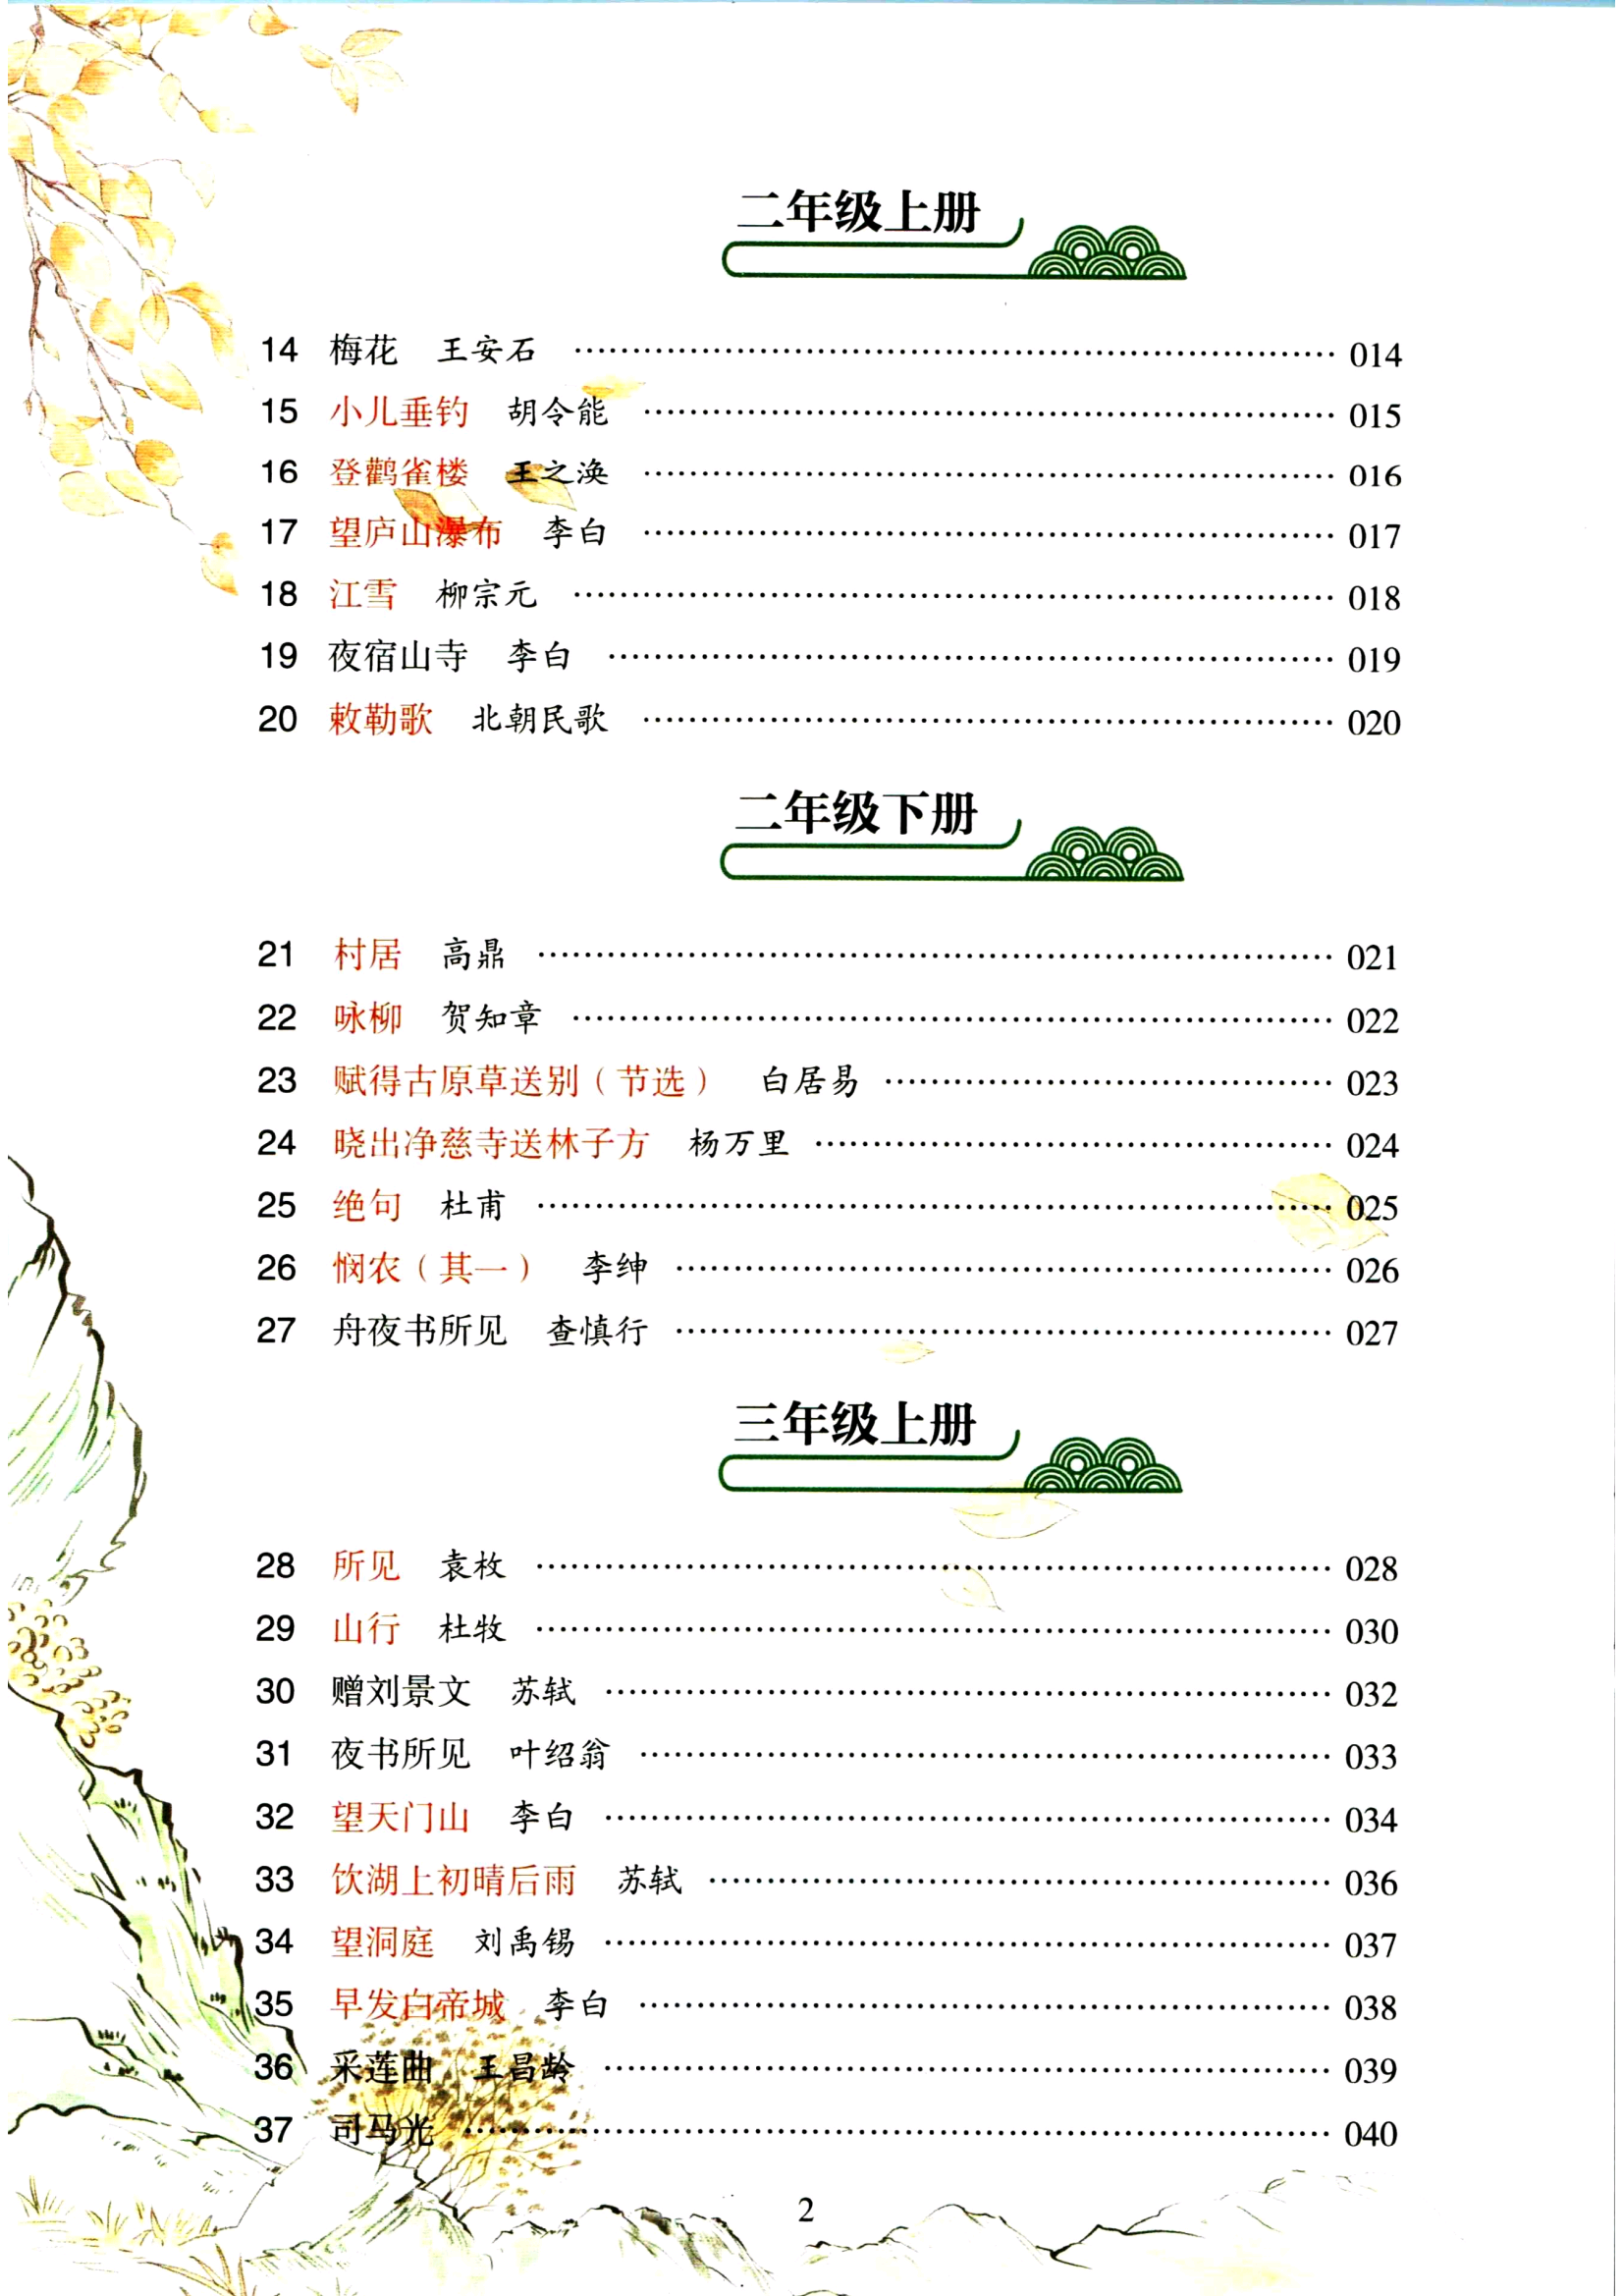 二年级上册
14 梅花 王安石 …… 014
15 小儿垂钓 胡令能 …… 015
16 登鹳雀楼 王之涣 …… 016
17 望庐山瀑布 李白 …… 017
18 江雪 柳宗元 …… 018
19 夜宿山寺 李白 …… 019
20 敕勒歌 北朝民歌 …… 020
二年级下册
21 村居 高鼎 …… 021
22 咏柳 贺知章 …… 022
23 赋得古原草送别（节选） 白居易 …… 023
24 晓出净慈寺送林子方 杨万里 …… 024
25 绝句 杜甫 …… 025
26 悯农（其一） 李绅 …… 026
27 舟夜书所见 查慎行 …… 027
三年级上册
28 所见 袁枚 …… 028
29 山行 杜牧 …… 030
30 赠刘景文 苏轼 …… 032
31 夜书所见 叶绍翁 …… 033
32 望天门山 李白 …… 034
33 饮湖上初晴后雨 苏轼 …… 036
34 望洞庭 刘禹锡 …… 037
35 早发白帝城 李白 …… 038
36 采莲曲 王昌龄 …… 039
37 司马光 …… 040
2